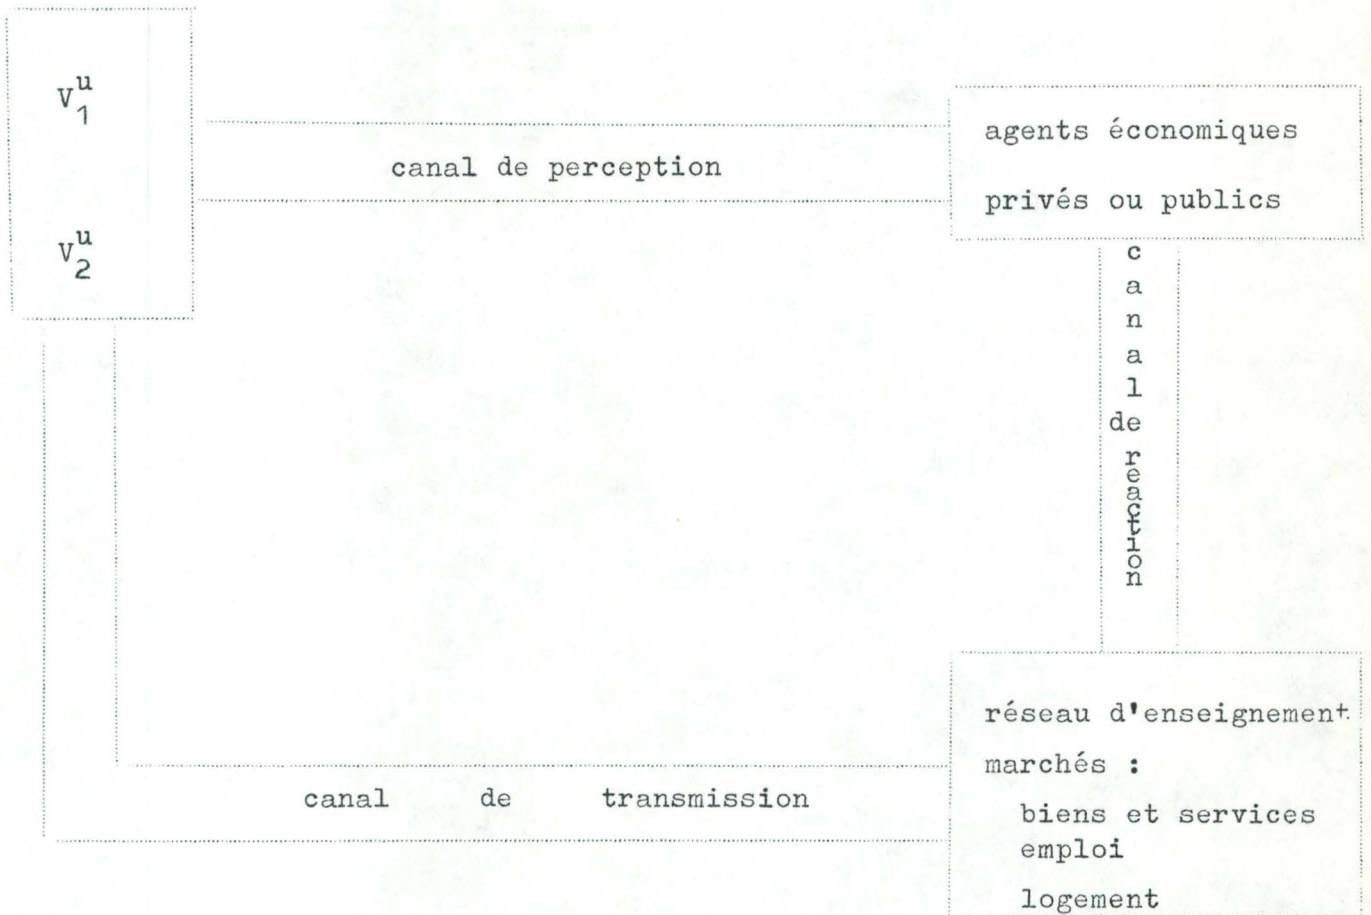 V₁ᵘ
V₂ᵘ
canal de perception
agents économiques
privés ou publics
canal de réaction
réseau d'enseignement
marchés :
biens et services
emploi
logement
canal de transmission